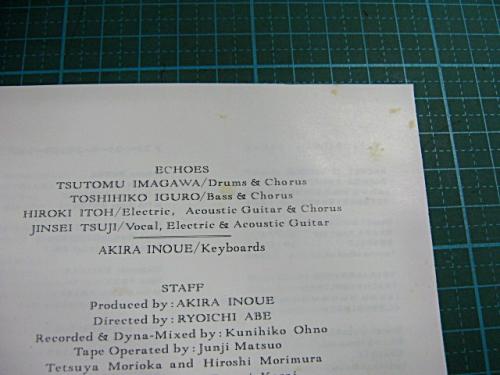 ECHOES
TSUTOMU IMAGAWA/Drums & Chorus
TOSHIHIKO IGURO/Bass & Chorus
HIROKI ITOH/Electric, Acoustic Guitar & Chorus
JINSEI TSUJI/Vocal, Electric & Acoustic Guitar
AKIRA INOUE/Keyboards
STAFF
Produced by: AKIRA INOUE
Directed by: RYOICHI ABE
Recorded & Dyna-Mixed by: Kunihiko Ohno
Tape Operated by: Junji Matsuo
Tetsuya Morioka and Hiroshi Morimura